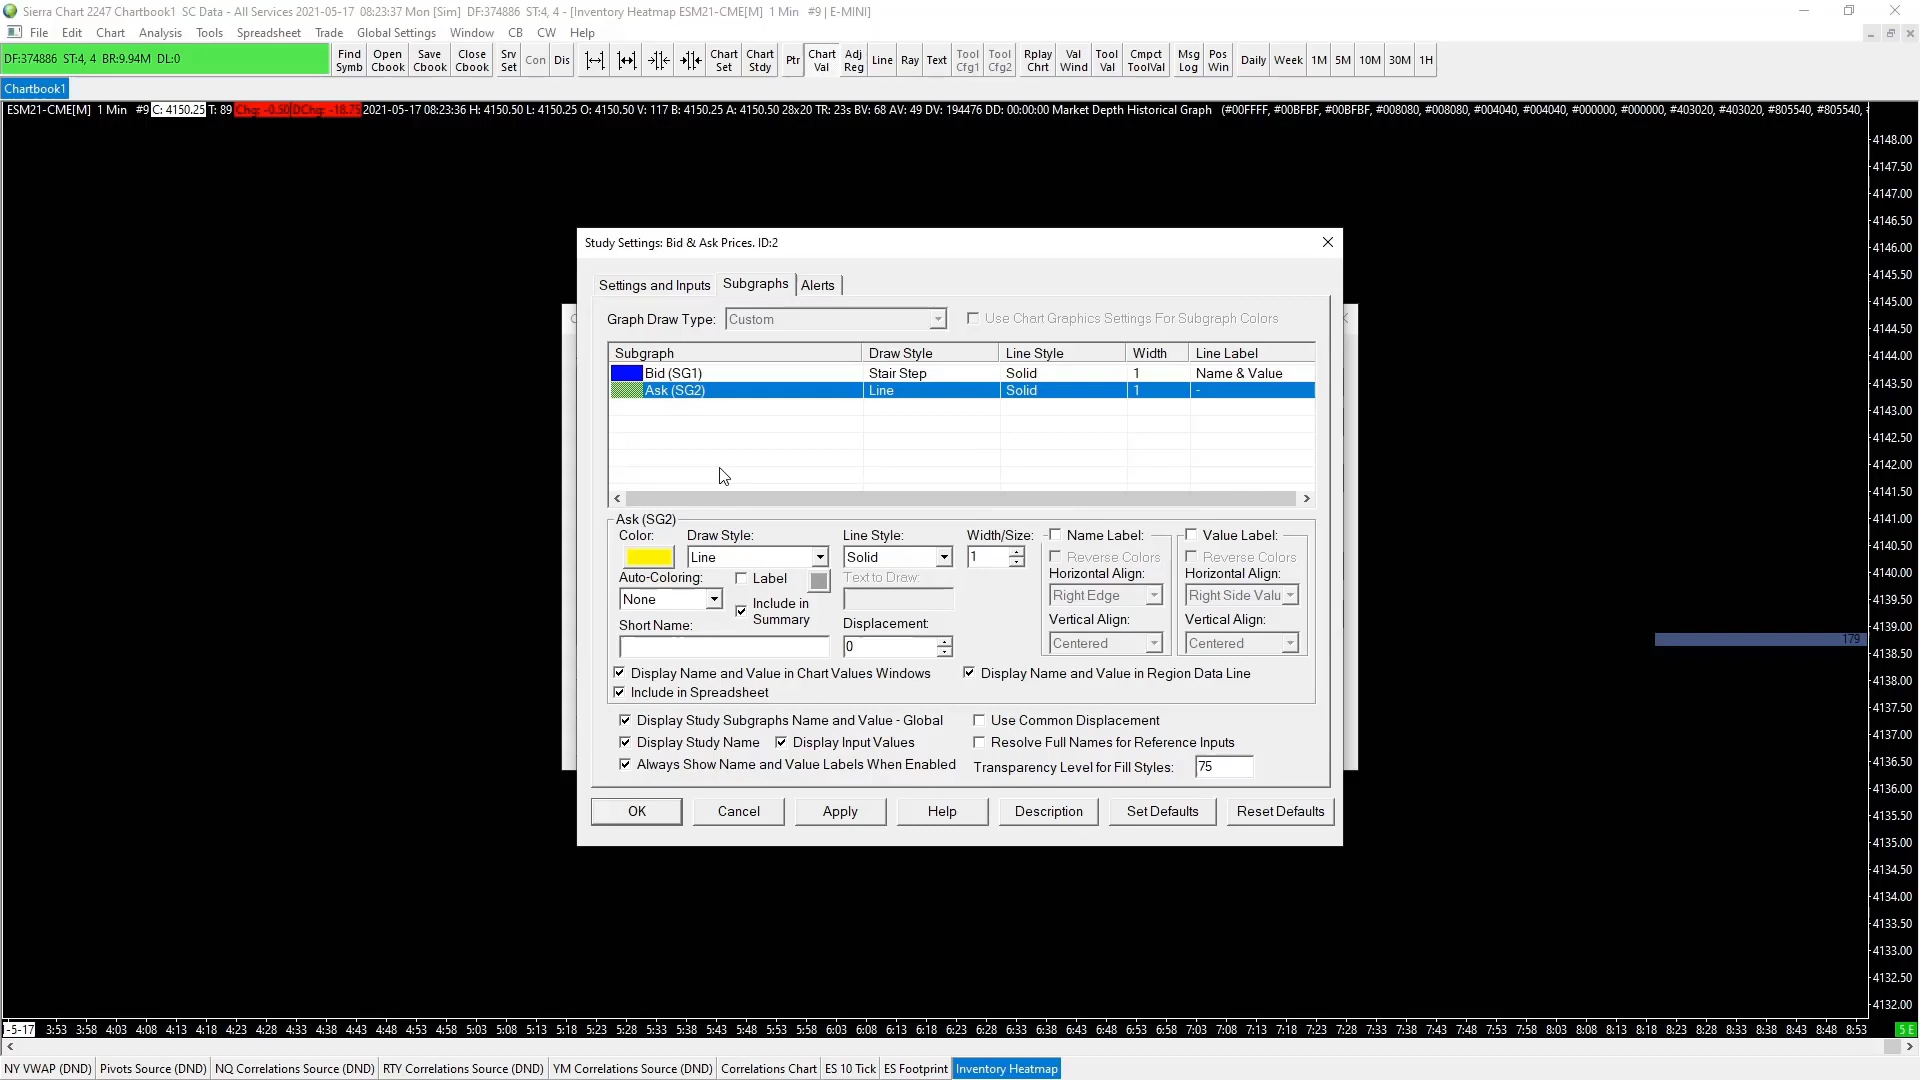 Sierra Chart 2247 Chartbook1 SC Data - All Services 2021-05-17 08:23:37 Mon [Sim] DF:374886 ST:4, 4 - [Inventory Heatmap ESM21-CME[M] 1 Min #9 | E-MINI]
File Edit Chart Analysis Tools Spreadsheet Trade Global Settings Window CB CW Help
DF:374886 ST:4, 4 BR:9.94M DL:0
Find Symb Open Cbook Save Cbook Close Cbook Srv Set Con Dis Chart Set Chart Stdy Ptr Chart Val Adj Reg Line Ray Text Tool Cfg1 Tool Cfg2 Rplay Chrt Val Wind Tool Val Cmpct ToolVal Msg Log Pos Win Daily Week 1M 5M 10M 30M 1H
Chartbook1
ESM21-CME[M] 1 Min #9 C: 4150.25 T: 89 Chg: -0.50 DChg: -18.75 2021-05-17 08:23:36 H: 4150.50 L: 4150.25 O: 4150.50 V: 117 B: 4150.25 A: 4150.50 28x20 TR: 23s BV: 68 AV: 49 DV: 194476 DD: 00:00:00 Market Depth Historical Graph (#00FFFF, #00BFBF, #00BFBF, #008080, #008080, #004040, #004040, #000000, #000000, #403020, #403020, #805540, #805540,
4148.00
4147.50
4147.00
4146.50
4146.00
4145.50
4145.00
4144.50
4144.00
4143.50
4143.00
4142.50
4142.00
4141.50
4141.00
4140.50
4140.00
4139.50
4139.00
4138.50
4138.00
4137.50
4137.00
4136.50
4136.00
4135.50
4135.00
4134.50
4134.00
4133.50
4133.00
4132.50
4132.00
179
Study Settings: Bid & Ask Prices. ID:2
Settings and Inputs Subgraphs Alerts
Graph Draw Type: Custom Use Chart Graphics Settings For Subgraph Colors
Subgraph Draw Style Line Style Width Line Label
Bid (SG1) Stair Step Solid 1 Name & Value
Ask (SG2) Line Solid 1 -
Ask (SG2)
Color: Draw Style: Line Style: Width/Size: Name Label: Value Label:
Line Solid 1 Reverse Colors Reverse Colors
Auto-Coloring: Label Text to Draw: Horizontal Align: Horizontal Align:
None Include in Summary Right Edge Right Side Valu
Short Name: Displacement: Vertical Align: Vertical Align:
0 Centered Centered
Display Name and Value in Chart Values Windows Display Name and Value in Region Data Line
Include in Spreadsheet
Display Study Subgraphs Name and Value - Global Use Common Displacement
Display Study Name Display Input Values Resolve Full Names for Reference Inputs
Always Show Name and Value Labels When Enabled Transparency Level for Fill Styles: 75
OK Cancel Apply Help Description Set Defaults Reset Defaults
-5-17 3:53 3:58 4:03 4:08 4:13 4:18 4:23 4:28 4:33 4:38 4:43 4:48 4:53 4:58 5:03 5:08 5:13 5:18 5:23 5:28 5:33 5:38 5:43 5:48 5:53 5:58 6:03 6:08 6:13 6:18 6:23 6:28 6:33 6:38 6:43 6:48 6:53 6:58 7:03 7:08 7:13 7:18 7:23 7:28 7:33 7:38 7:43 7:48 7:53 7:58 8:03 8:08 8:13 8:18 8:23 8:28 8:33 8:38 8:43 8:48 8:53 5 E
NY VWAP (DND) Pivots Source (DND) NQ Correlations Source (DND) RTY Correlations Source (DND) YM Correlations Source (DND) Correlations Chart ES 10 Tick ES Footprint Inventory Heatmap